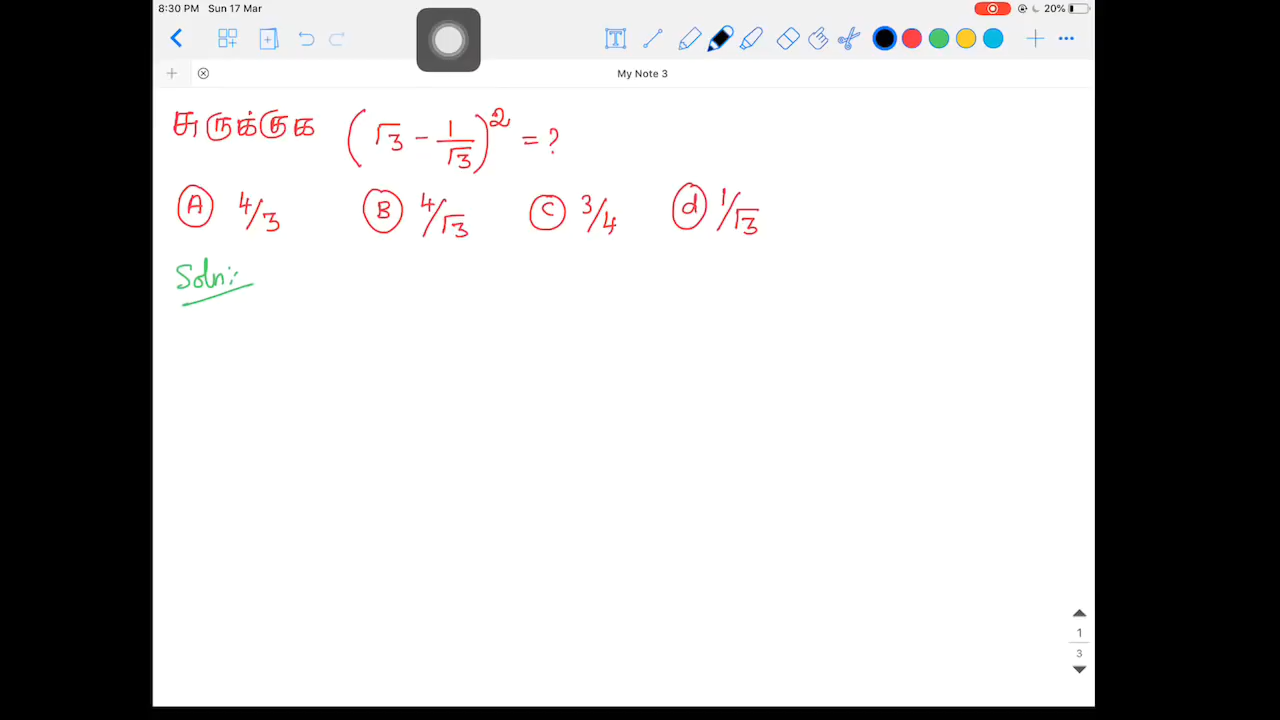 8:30 PM Sun 17 Mar 20%
My Note 3
சுருக்குக (√3 - 1/√3)² = ?
(A) 4/3 (B) 4/√3 (C) 3/4 (d) 1/√3
Soln:
1
3